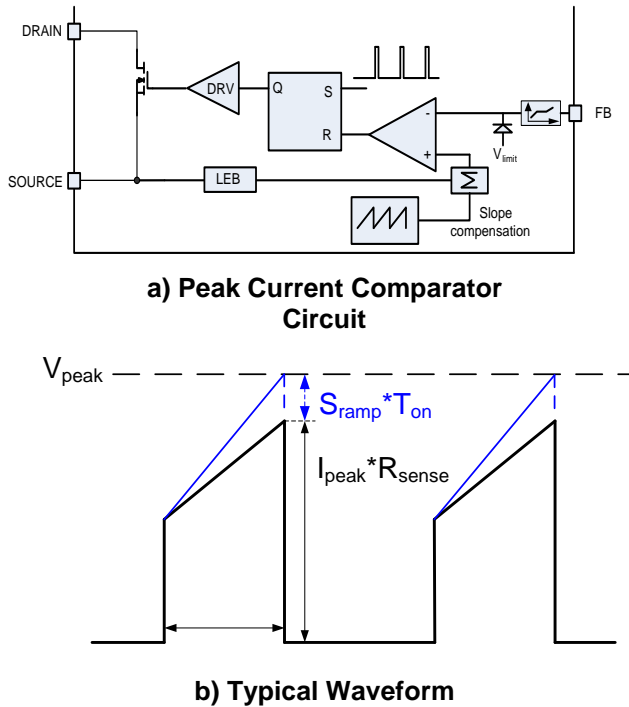 DRAIN
DRV
Q
S
R
-
+
FB
V_limit
SOURCE
LEB
Σ
Slope
compensation
a) Peak Current Comparator
Circuit
V_peak
S_ramp*T_on
I_peak*R_sense
b) Typical Waveform